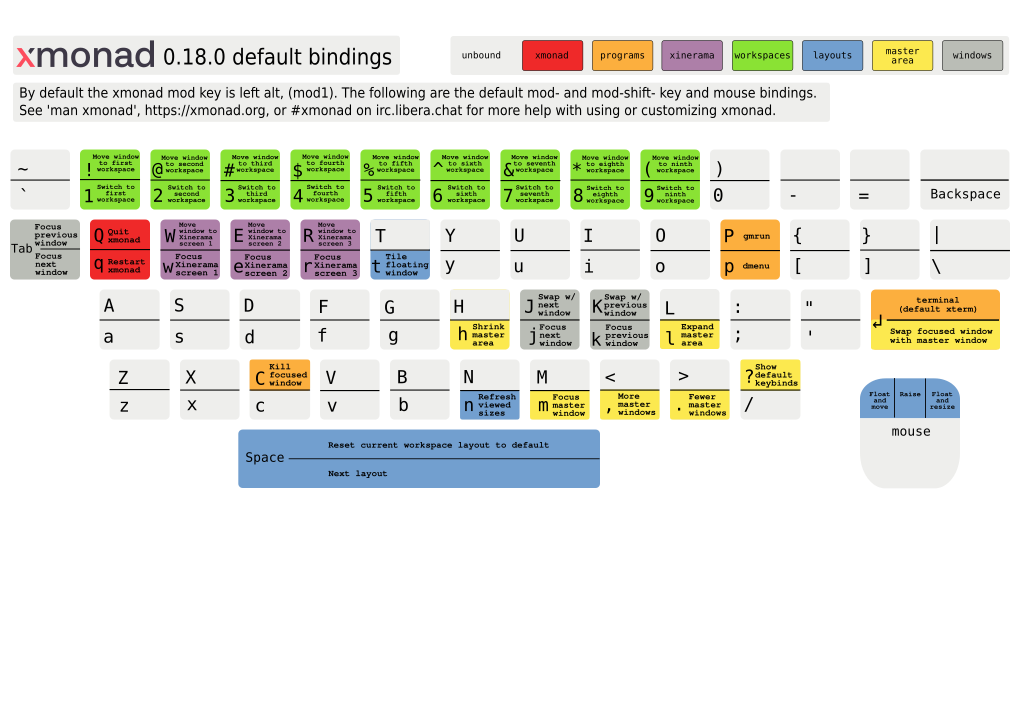 xmonad 0.18.0 default bindings
unbound
xmonad
programs
xinerama
workspaces
layouts
master
area
windows
By default the xmonad mod key is left alt, (mod1). The following are the default mod- and mod-shift- key and mouse bindings.
See 'man xmonad', https://xmonad.org, or #xmonad on irc.libera.chat for more help with using or customizing xmonad.
~
`
! Move window
to first
workspace
1 Switch to
first
workspace
@ Move window
to second
workspace
2 Switch to
second
workspace
# Move window
to third
workspace
3 Switch to
third
workspace
$ Move window
to fourth
workspace
4 Switch to
fourth
workspace
% Move window
to fifth
workspace
5 Switch to
fifth
workspace
^ Move window
to sixth
workspace
6 Switch to
sixth
workspace
& Move window
to seventh
workspace
7 Switch to
seventh
workspace
* Move window
to eighth
workspace
8 Switch to
eighth
workspace
( Move window
to ninth
workspace
9 Switch to
ninth
workspace
)
0
-
=
Backspace
Tab
Focus
previous
window
Focus
next
window
Q Quit
xmonad
q Restart
xmonad
W Move
window to
Xinerama
screen 1
w Focus
Xinerama
screen 1
E Move
window to
Xinerama
screen 2
e Focus
Xinerama
screen 2
R Move
window to
Xinerama
screen 3
r Focus
Xinerama
screen 3
T
t Tile
floating
window
Y
y
U
u
I
i
O
o
P gmrun
p dmenu
{
[
}
]
|
\
A
a
S
s
D
d
F
f
G
g
H
h Shrink
master
area
J Swap w/
next
window
j Focus
next
window
K Swap w/
previous
window
k Focus
previous
window
L
l Expand
master
area
:
;
"
'
↲
terminal
(default xterm)
Swap focused window
with master window
Z
z
X
x
C Kill
focused
window
c
V
v
B
b
N
n Refresh
viewed
sizes
M
m Focus
master
window
<
, More
master
windows
>
. Fewer
master
windows
? Show
default
keybinds
/
Space
Reset current workspace layout to default
Next layout
Float
and
move
Raise
Float
and
resize
mouse